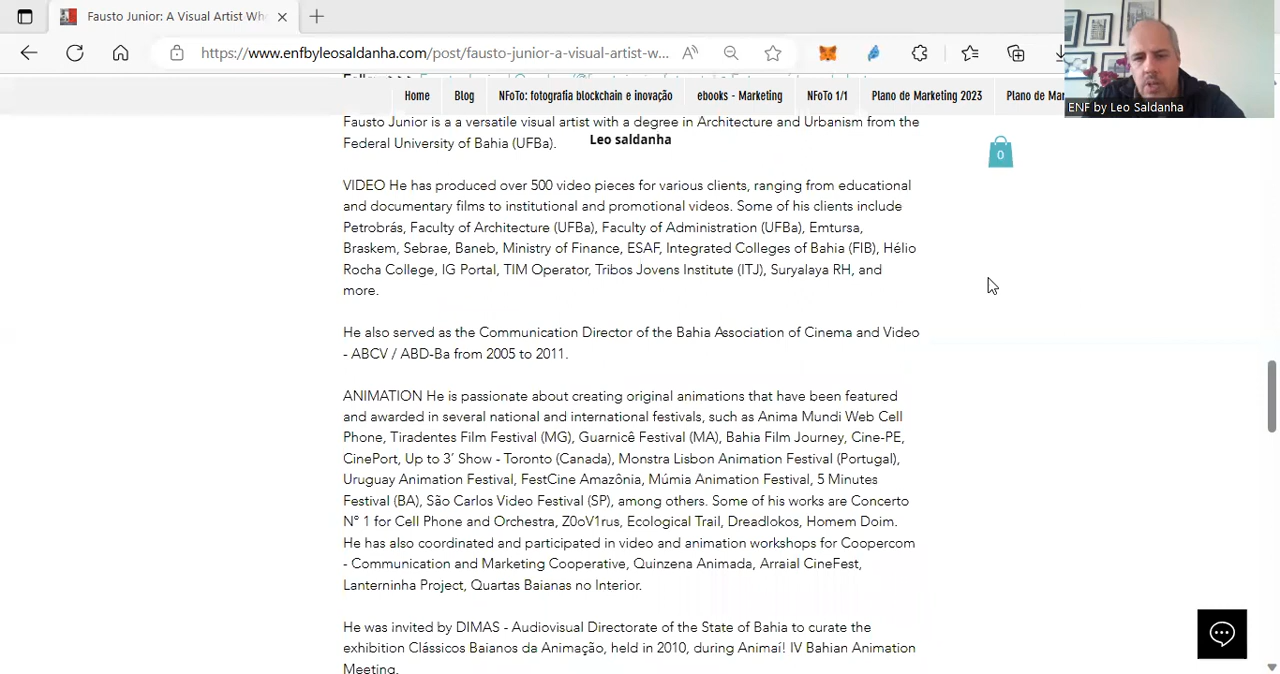 Fausto Junior: A Visual Artist Wh
https://www.enfbyleosaldanha.com/post/fausto-junior-a-visual-artist-w...
ENF by Leo Saldanha
Home Blog NFoTo: fotografia blockchain e inovação ebooks - Marketing NFoTo 1/1 Plano de Marketing 2023 Plano de Mar
Leo saldanha
0
Fausto Junior is a a versatile visual artist with a degree in Architecture and Urbanism from the
Federal University of Bahia (UFBa).
VIDEO He has produced over 500 video pieces for various clients, ranging from educational
and documentary films to institutional and promotional videos. Some of his clients include
Petrobrás, Faculty of Architecture (UFBa), Faculty of Administration (UFBa), Emtursa,
Braskem, Sebrae, Baneb, Ministry of Finance, ESAF, Integrated Colleges of Bahia (FIB), Hélio
Rocha College, IG Portal, TIM Operator, Tribos Jovens Institute (ITJ), Suryalaya RH, and
more.
He also served as the Communication Director of the Bahia Association of Cinema and Video
- ABCV / ABD-Ba from 2005 to 2011.
ANIMATION He is passionate about creating original animations that have been featured
and awarded in several national and international festivals, such as Anima Mundi Web Cell
Phone, Tiradentes Film Festival (MG), Guarnicê Festival (MA), Bahia Film Journey, Cine-PE,
CinePort, Up to 3' Show - Toronto (Canada), Monstra Lisbon Animation Festival (Portugal),
Uruguay Animation Festival, FestCine Amazônia, Múmia Animation Festival, 5 Minutes
Festival (BA), São Carlos Video Festival (SP), among others. Some of his works are Concerto
N° 1 for Cell Phone and Orchestra, Z0oV1rus, Ecological Trail, Dreadlokos, Homem Doim.
He has also coordinated and participated in video and animation workshops for Coopercom
- Communication and Marketing Cooperative, Quinzena Animada, Arraial CineFest,
Lanterninha Project, Quartas Baianas no Interior.
He was invited by DIMAS - Audiovisual Directorate of the State of Bahia to curate the
exhibition Clássicos Baianos da Animação, held in 2010, during Animaí! IV Bahian Animation
Meeting.